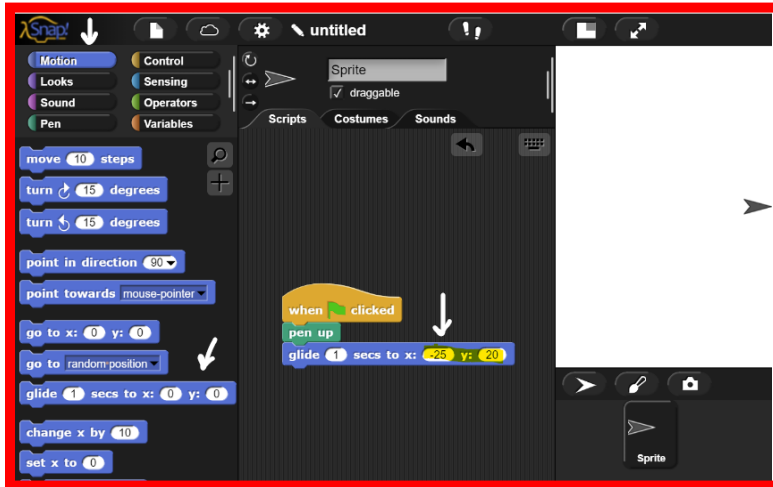 λSnap!
untitled
Motion Control
Looks Sensing
Sound Operators
Pen Variables
Sprite
draggable
Scripts Costumes Sounds
move 10 steps
turn 15 degrees
turn 15 degrees
point in direction 90
point towards mouse-pointer
go to x: 0 y: 0
go to random position
glide 1 secs to x: 0 y: 0
change x by 10
set x to 0
when clicked
pen up
glide 1 secs to x: -25 y: 20
Sprite